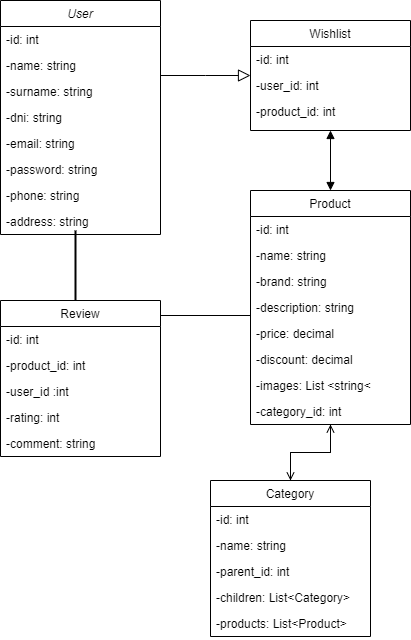 User
-id: int
-name: string
-surname: string
-dni: string
-email: string
-password: string
-phone: string
-address: string
Wishlist
-id: int
-user_id: int
-product_id: int
Product
-id: int
-name: string
-brand: string
-description: string
-price: decimal
-discount: decimal
-images: List <string<
-category_id: int
Review
-id: int
-product_id: int
-user_id :int
-rating: int
-comment: string
Category
-id: int
-name: string
-parent_id: int
-children: List<Category>
-products: List<Product>